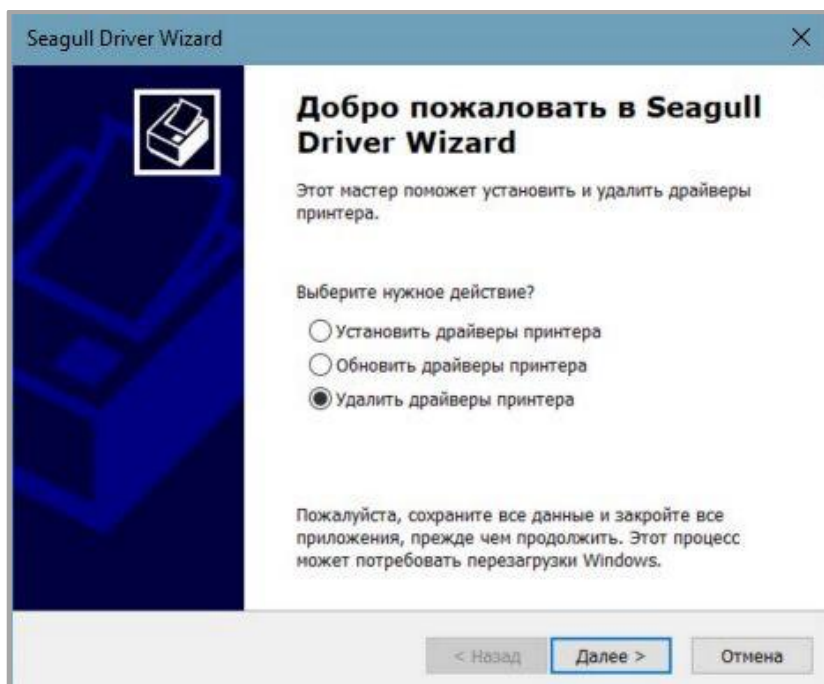 Seagull Driver Wizard
Добро пожаловать в Seagull
Driver Wizard
Этот мастер поможет установить и удалить драйверы
принтера.
Выберите нужное действие?
Установить драйверы принтера
Обновить драйверы принтера
Удалить драйверы принтера
Пожалуйста, сохраните все данные и закройте все
приложения, прежде чем продолжить. Этот процесс
может потребовать перезагрузки Windows.
< Назад
Далее >
Отмена